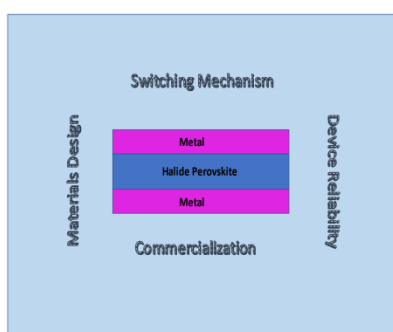 Switching Mechanism
Materials Design
Metal
Halide Perovskite
Metal
Device Reliability
Commercialization